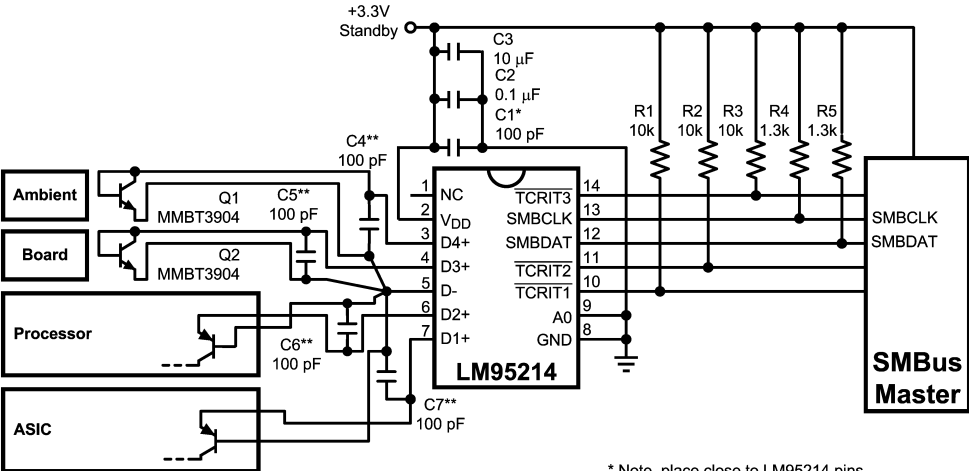 +3.3V
Standby
C3
10 µF
C2
0.1 µF
C1*
100 pF
R1
10k
R2
10k
R3
10k
R4
1.3k
R5
1.3k
C4**
100 pF
Ambient
Q1
MMBT3904
C5**
100 pF
Board
Q2
MMBT3904
Processor
C6**
100 pF
ASIC
C7**
100 pF
1
NC
2
VDD
3
D4+
4
D3+
5
D-
6
D2+
7
D1+
14
TCRIT3
13
SMBCLK
12
SMBDAT
11
TCRIT2
10
TCRIT1
9
A0
8
GND
LM95214
SMBCLK
SMBDAT
SMBus
Master
* Note, place close to LM95214 pins